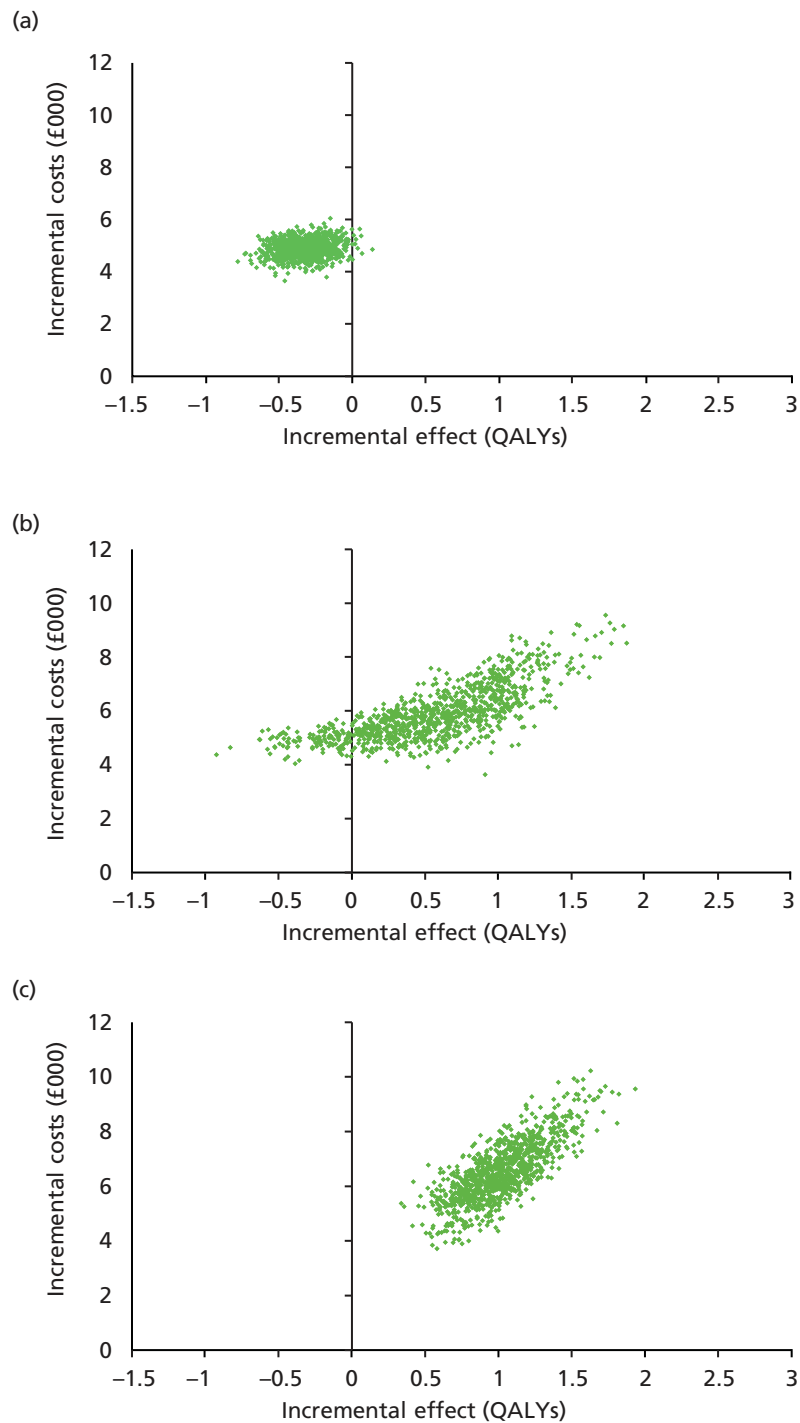 (a)
12
10
8
6
4
2
0
Incremental costs (£000)
–1.5 –1 –0.5 0 0.5 1 1.5 2 2.5 3
Incremental effect (QALYs)
(b)
12
10
8
6
4
2
0
Incremental costs (£000)
–1.5 –1 –0.5 0 0.5 1 1.5 2 2.5 3
Incremental effect (QALYs)
(c)
12
10
8
6
4
2
0
Incremental costs (£000)
–1.5 –1 –0.5 0 0.5 1 1.5 2 2.5 3
Incremental effect (QALYs)